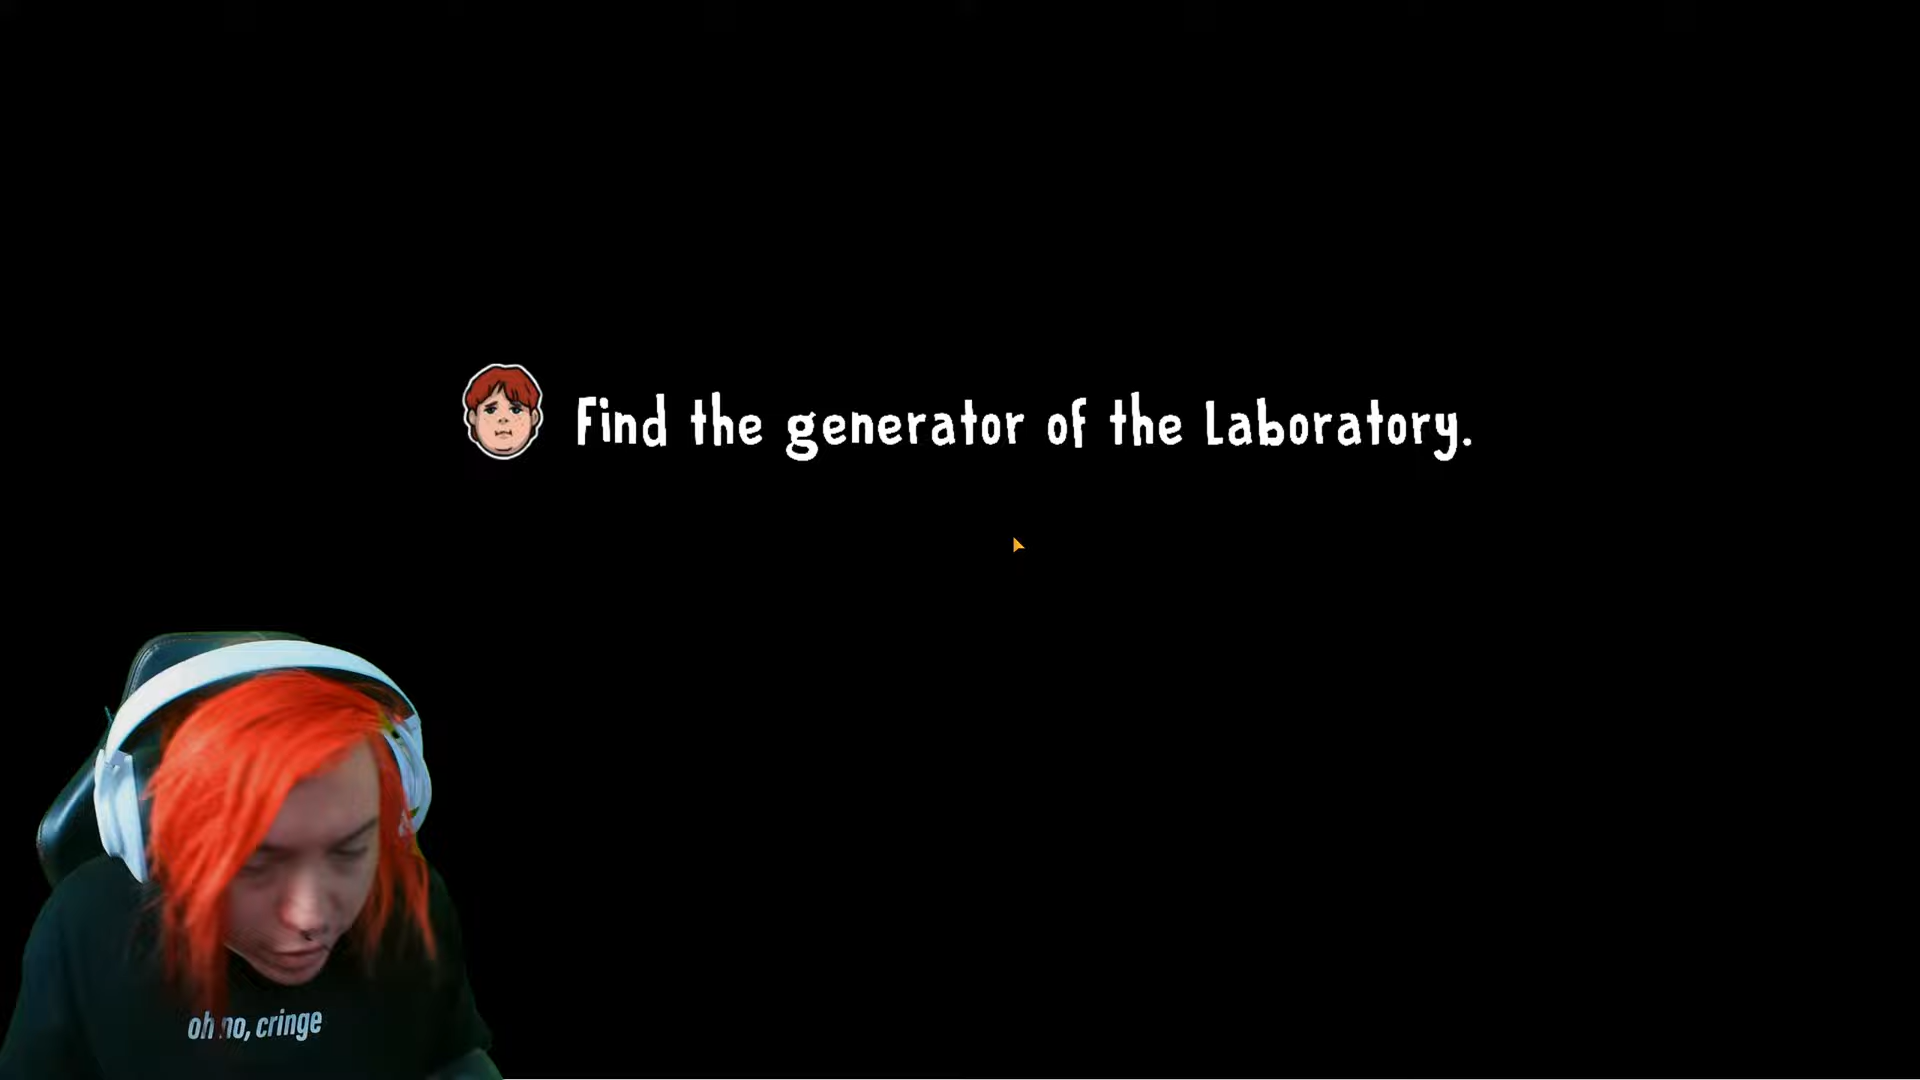 Find the generator of the Laboratory.
oh no, cringe